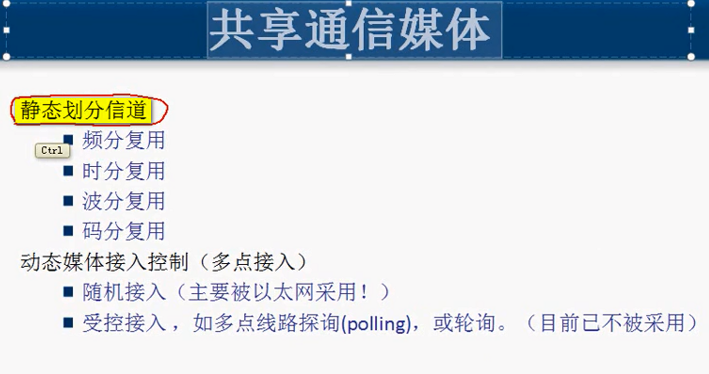 共享通信媒体
静态划分信道
频分复用
Ctrl
时分复用
波分复用
码分复用
动态媒体接入控制（多点接入）
随机接入（主要被以太网采用！）
受控接入，如多点线路探询(polling)，或轮询。（目前已不被采用）